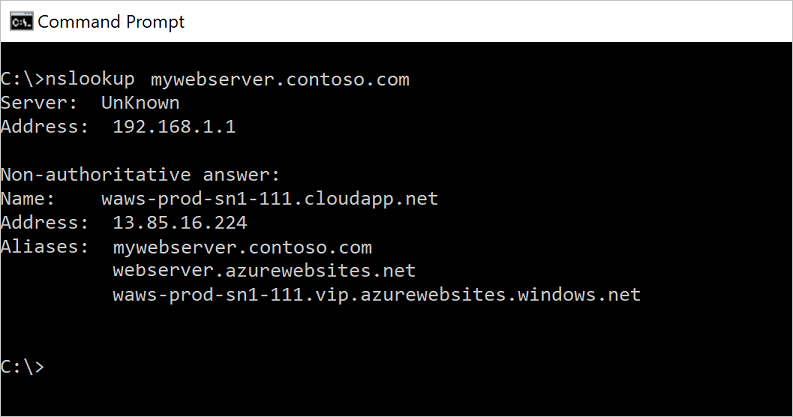 Command Prompt
C:\>nslookup mywebserver.contoso.com
Server: UnKnown
Address: 192.168.1.1
Non-authoritative answer:
Name: waws-prod-sn1-111.cloudapp.net
Address: 13.85.16.224
Aliases: mywebserver.contoso.com
webserver.azurewebsites.net
waws-prod-sn1-111.vip.azurewebsites.windows.net
C:\>